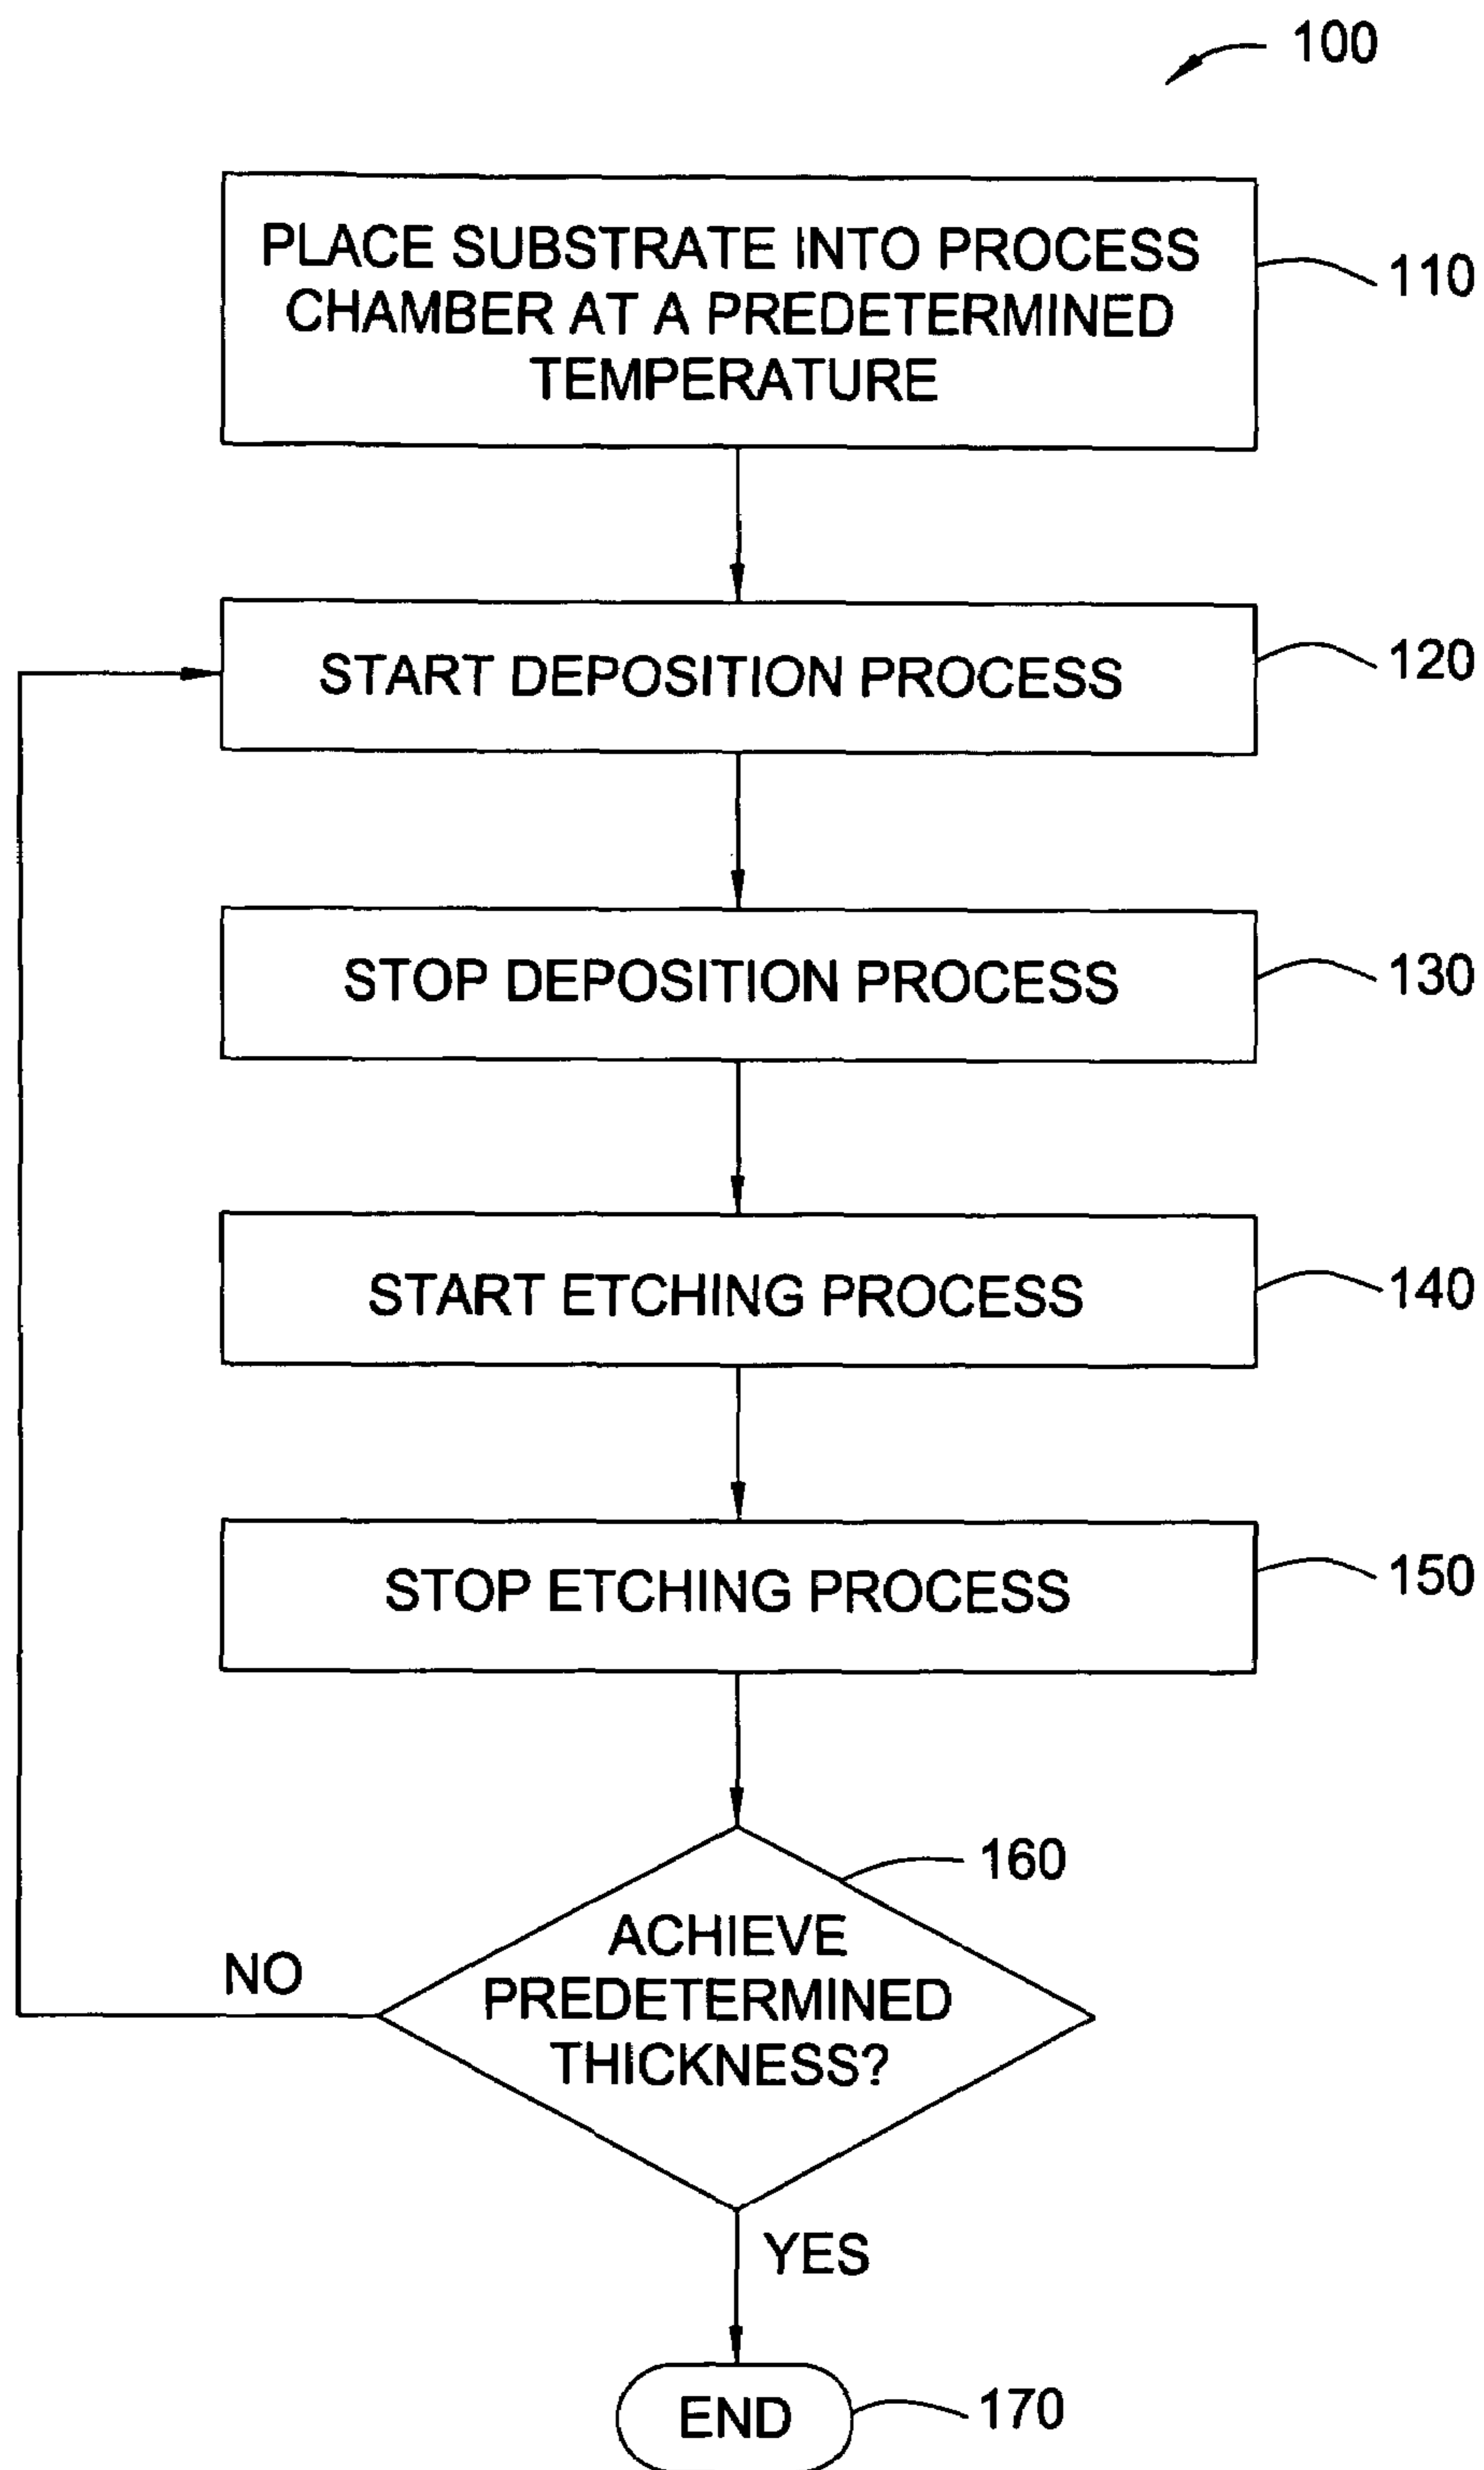 100
PLACE SUBSTRATE INTO PROCESS
CHAMBER AT A PREDETERMINED
TEMPERATURE
110
START DEPOSITION PROCESS
120
STOP DEPOSITION PROCESS
130
START ETCHING PROCESS
140
STOP ETCHING PROCESS
150
160
ACHIEVE
PREDETERMINED
THICKNESS?
NO
YES
END
170